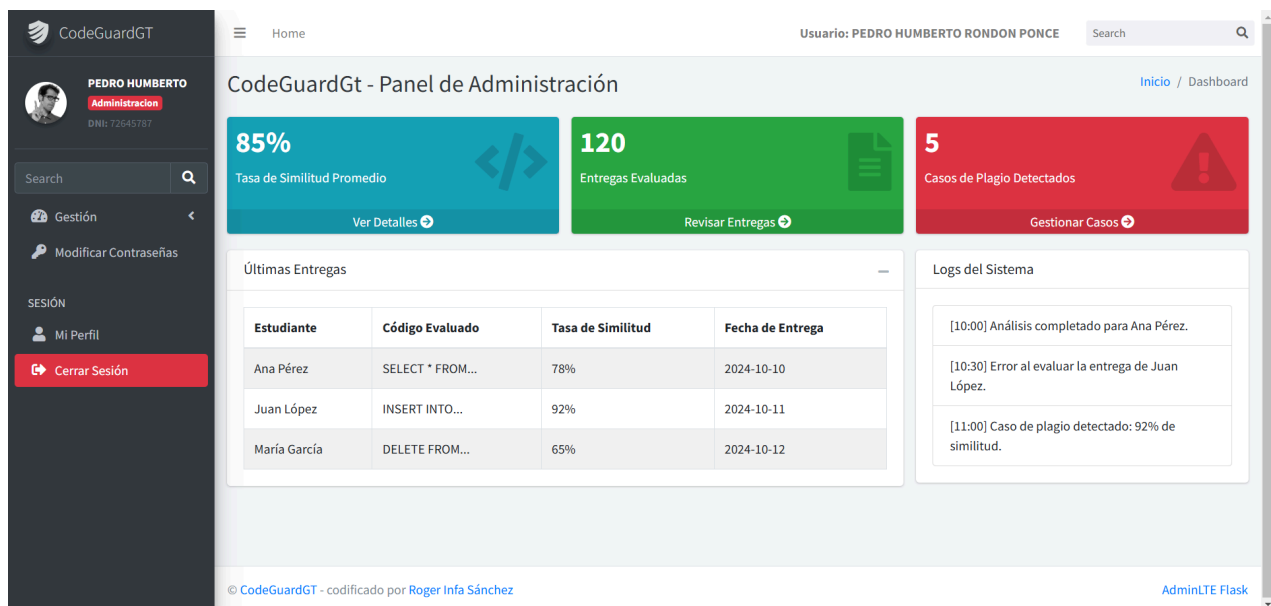 CodeGuardGT
Home
Usuario: PEDRO HUMBERTO RONDON PONCE
Search
PEDRO HUMBERTO
Administracion
DNI: 72645787
Search
Gestión
Modificar Contraseñas
SESIÓN
Mi Perfil
Cerrar Sesión
CodeGuardGt - Panel de Administración
Inicio / Dashboard
85%
Tasa de Similitud Promedio
Ver Detalles
120
Entregas Evaluadas
Revisar Entregas
5
Casos de Plagio Detectados
Gestionar Casos
Últimas Entregas
Estudiante Código Evaluado Tasa de Similitud Fecha de Entrega
Ana Pérez SELECT * FROM... 78% 2024-10-10
Juan López INSERT INTO... 92% 2024-10-11
María García DELETE FROM... 65% 2024-10-12
Logs del Sistema
[10:00] Análisis completado para Ana Pérez.
[10:30] Error al evaluar la entrega de Juan
López.
[11:00] Caso de plagio detectado: 92% de
similitud.
© CodeGuardGT - codificado por Roger Infa Sánchez
AdminLTE Flask